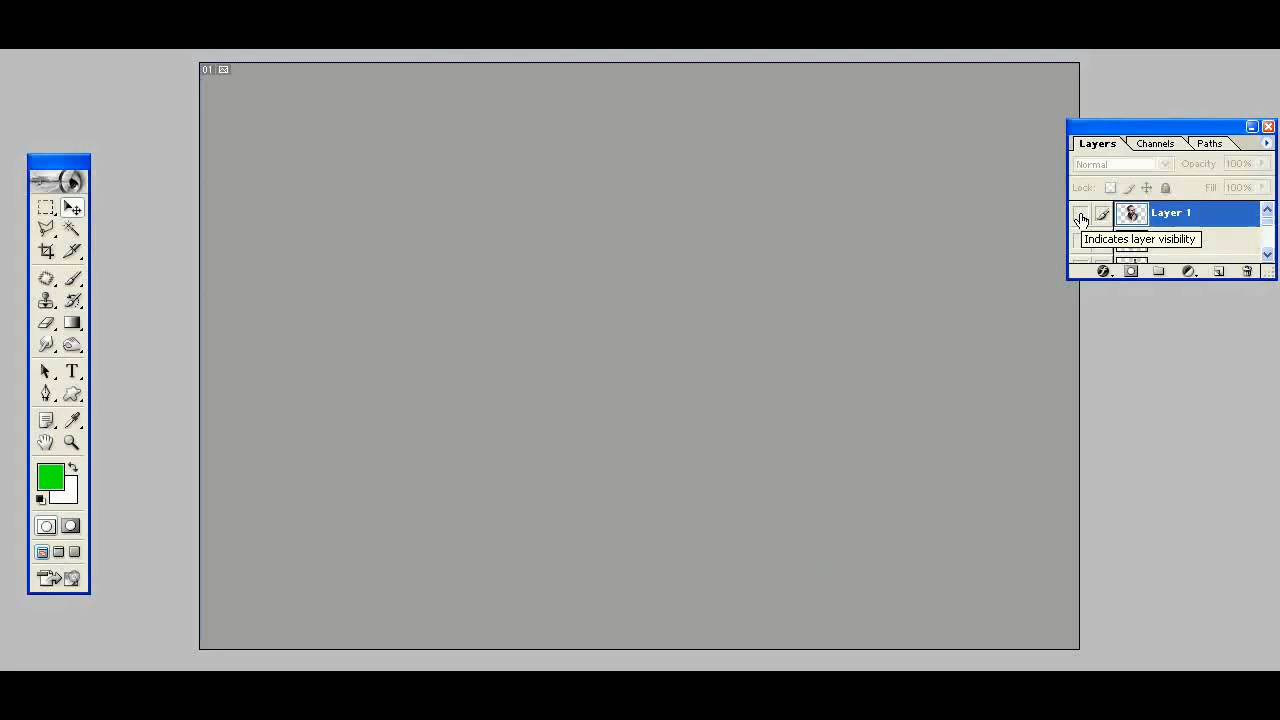 01
Layers Channels Paths
Normal Opacity 100%
Lock: Fill 100%
Layer 1
Indicates layer visibility
T